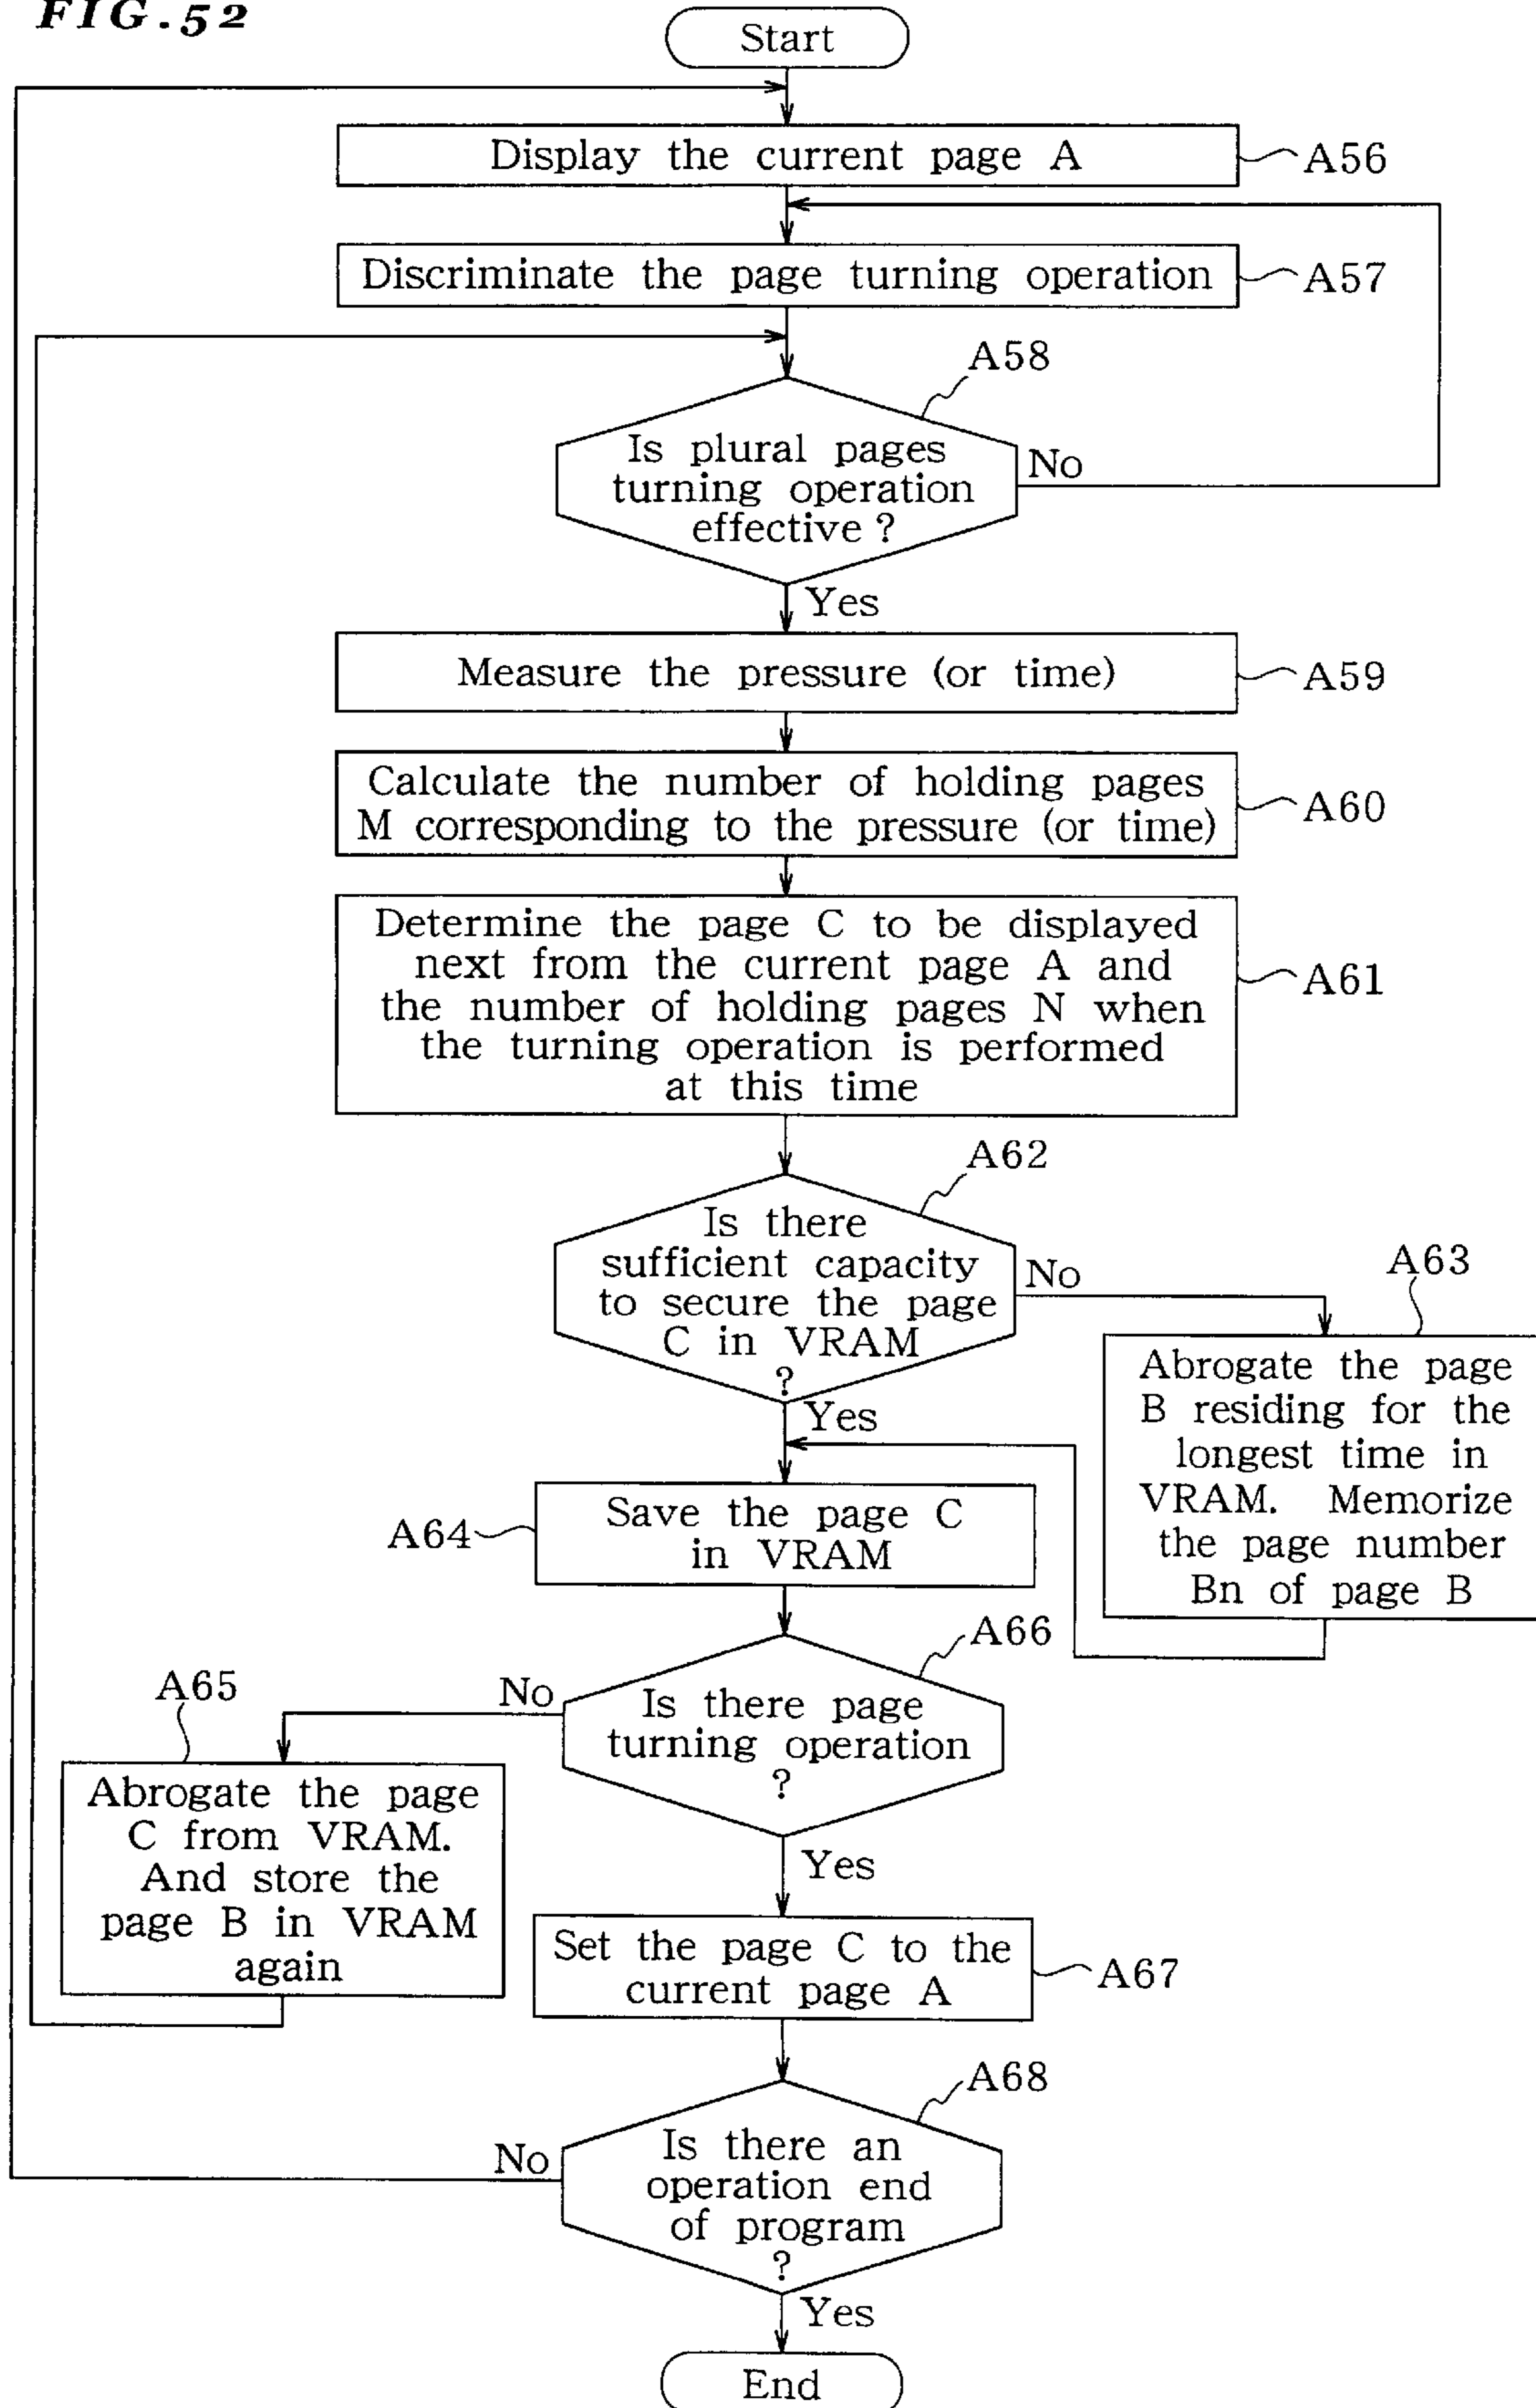 FIG.52
Start
Display the current page A
A56
Discriminate the page turning operation
A57
A58
Is plural pages
turning operation
effective ?
No
Yes
Measure the pressure (or time)
A59
Calculate the number of holding pages
M corresponding to the pressure (or time)
A60
Determine the page C to be displayed
next from the current page A and
the number of holding pages N when
the turning operation is performed
at this time
A61
A62
Is there
sufficient capacity
to secure the page
C in VRAM
?
No
Yes
A63
Abrogate the page
B residing for the
longest time in
VRAM. Memorize
the page number
Bn of page B
A64
Save the page C
in VRAM
A66
Is there page
turning operation
?
No
Yes
A65
Abrogate the page
C from VRAM.
And store the
page B in VRAM
again
Set the page C to the
current page A
A67
A68
Is there an
operation end
of program
?
No
Yes
End